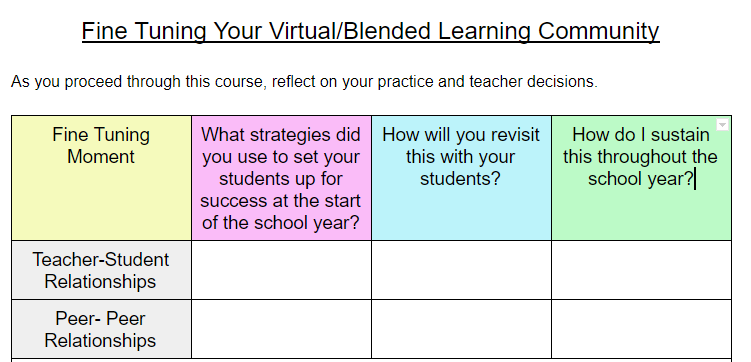 Fine Tuning Your Virtual/Blended Learning Community
As you proceed through this course, reflect on your practice and teacher decisions.
Fine Tuning
Moment
What strategies did
you use to set your
students up for
success at the start
of the school year?
How will you revisit
this with your
students?
How do I sustain
this throughout the
school year?
Teacher-Student
Relationships
Peer- Peer
Relationships